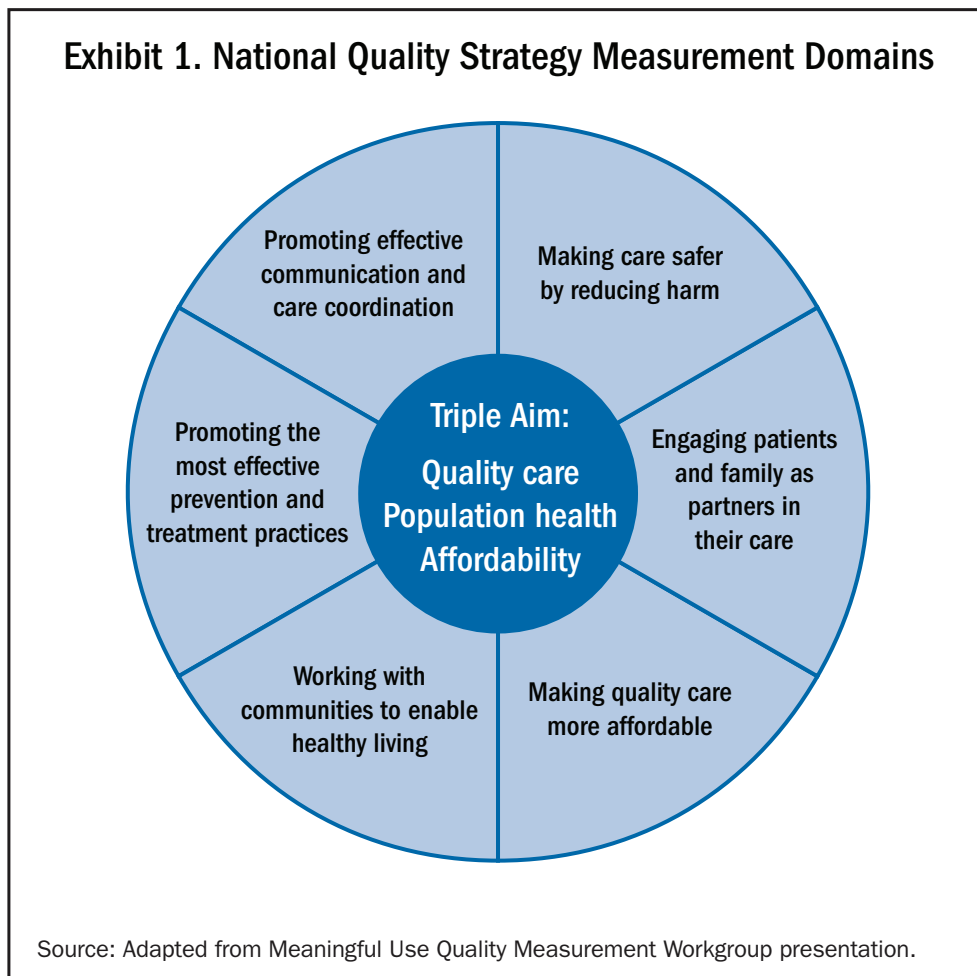 Exhibit 1. National Quality Strategy Measurement Domains
Promoting effective
communication and
care coordination
Making care safer
by reducing harm
Promoting the
most effective
prevention and
treatment practices
Triple Aim:
Quality care
Population health
Affordability
Engaging patients
and family as
partners in
their care
Working with
communities to enable
healthy living
Making quality care
more affordable
Source: Adapted from Meaningful Use Quality Measurement Workgroup presentation.